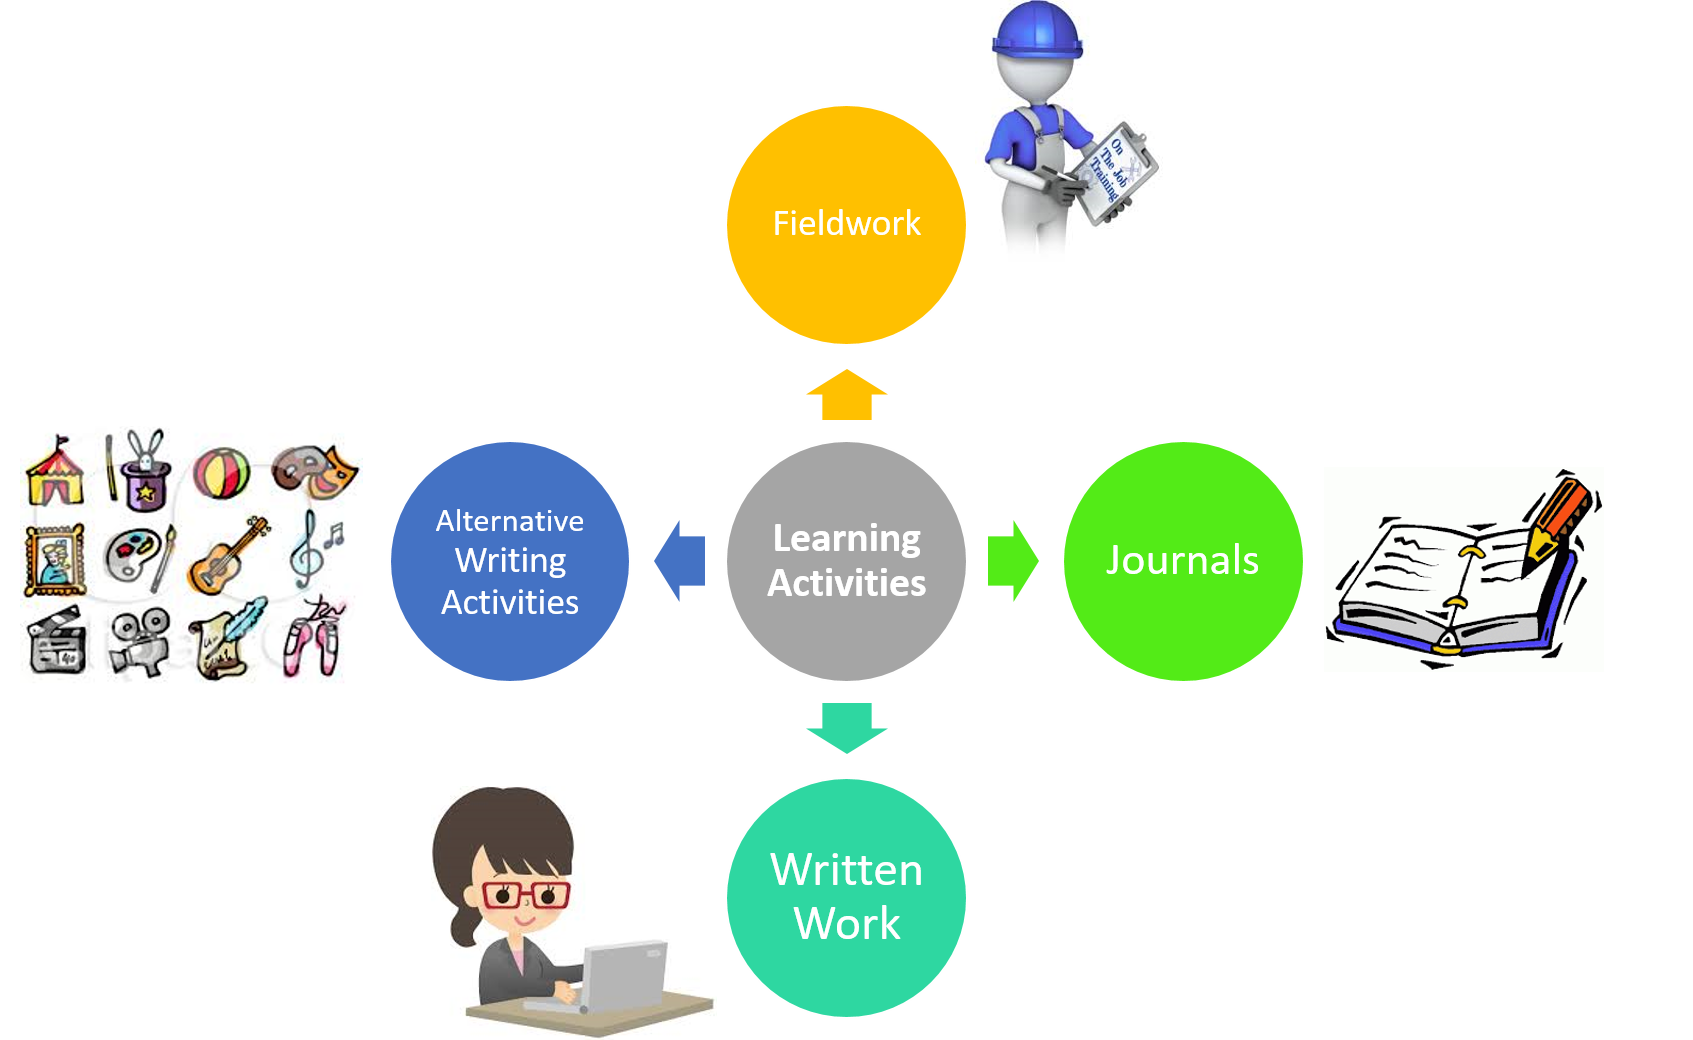 On
The Job
Training
Fieldwork
Alternative
Writing
Activities
Learning
Activities
Journals
Written
Work